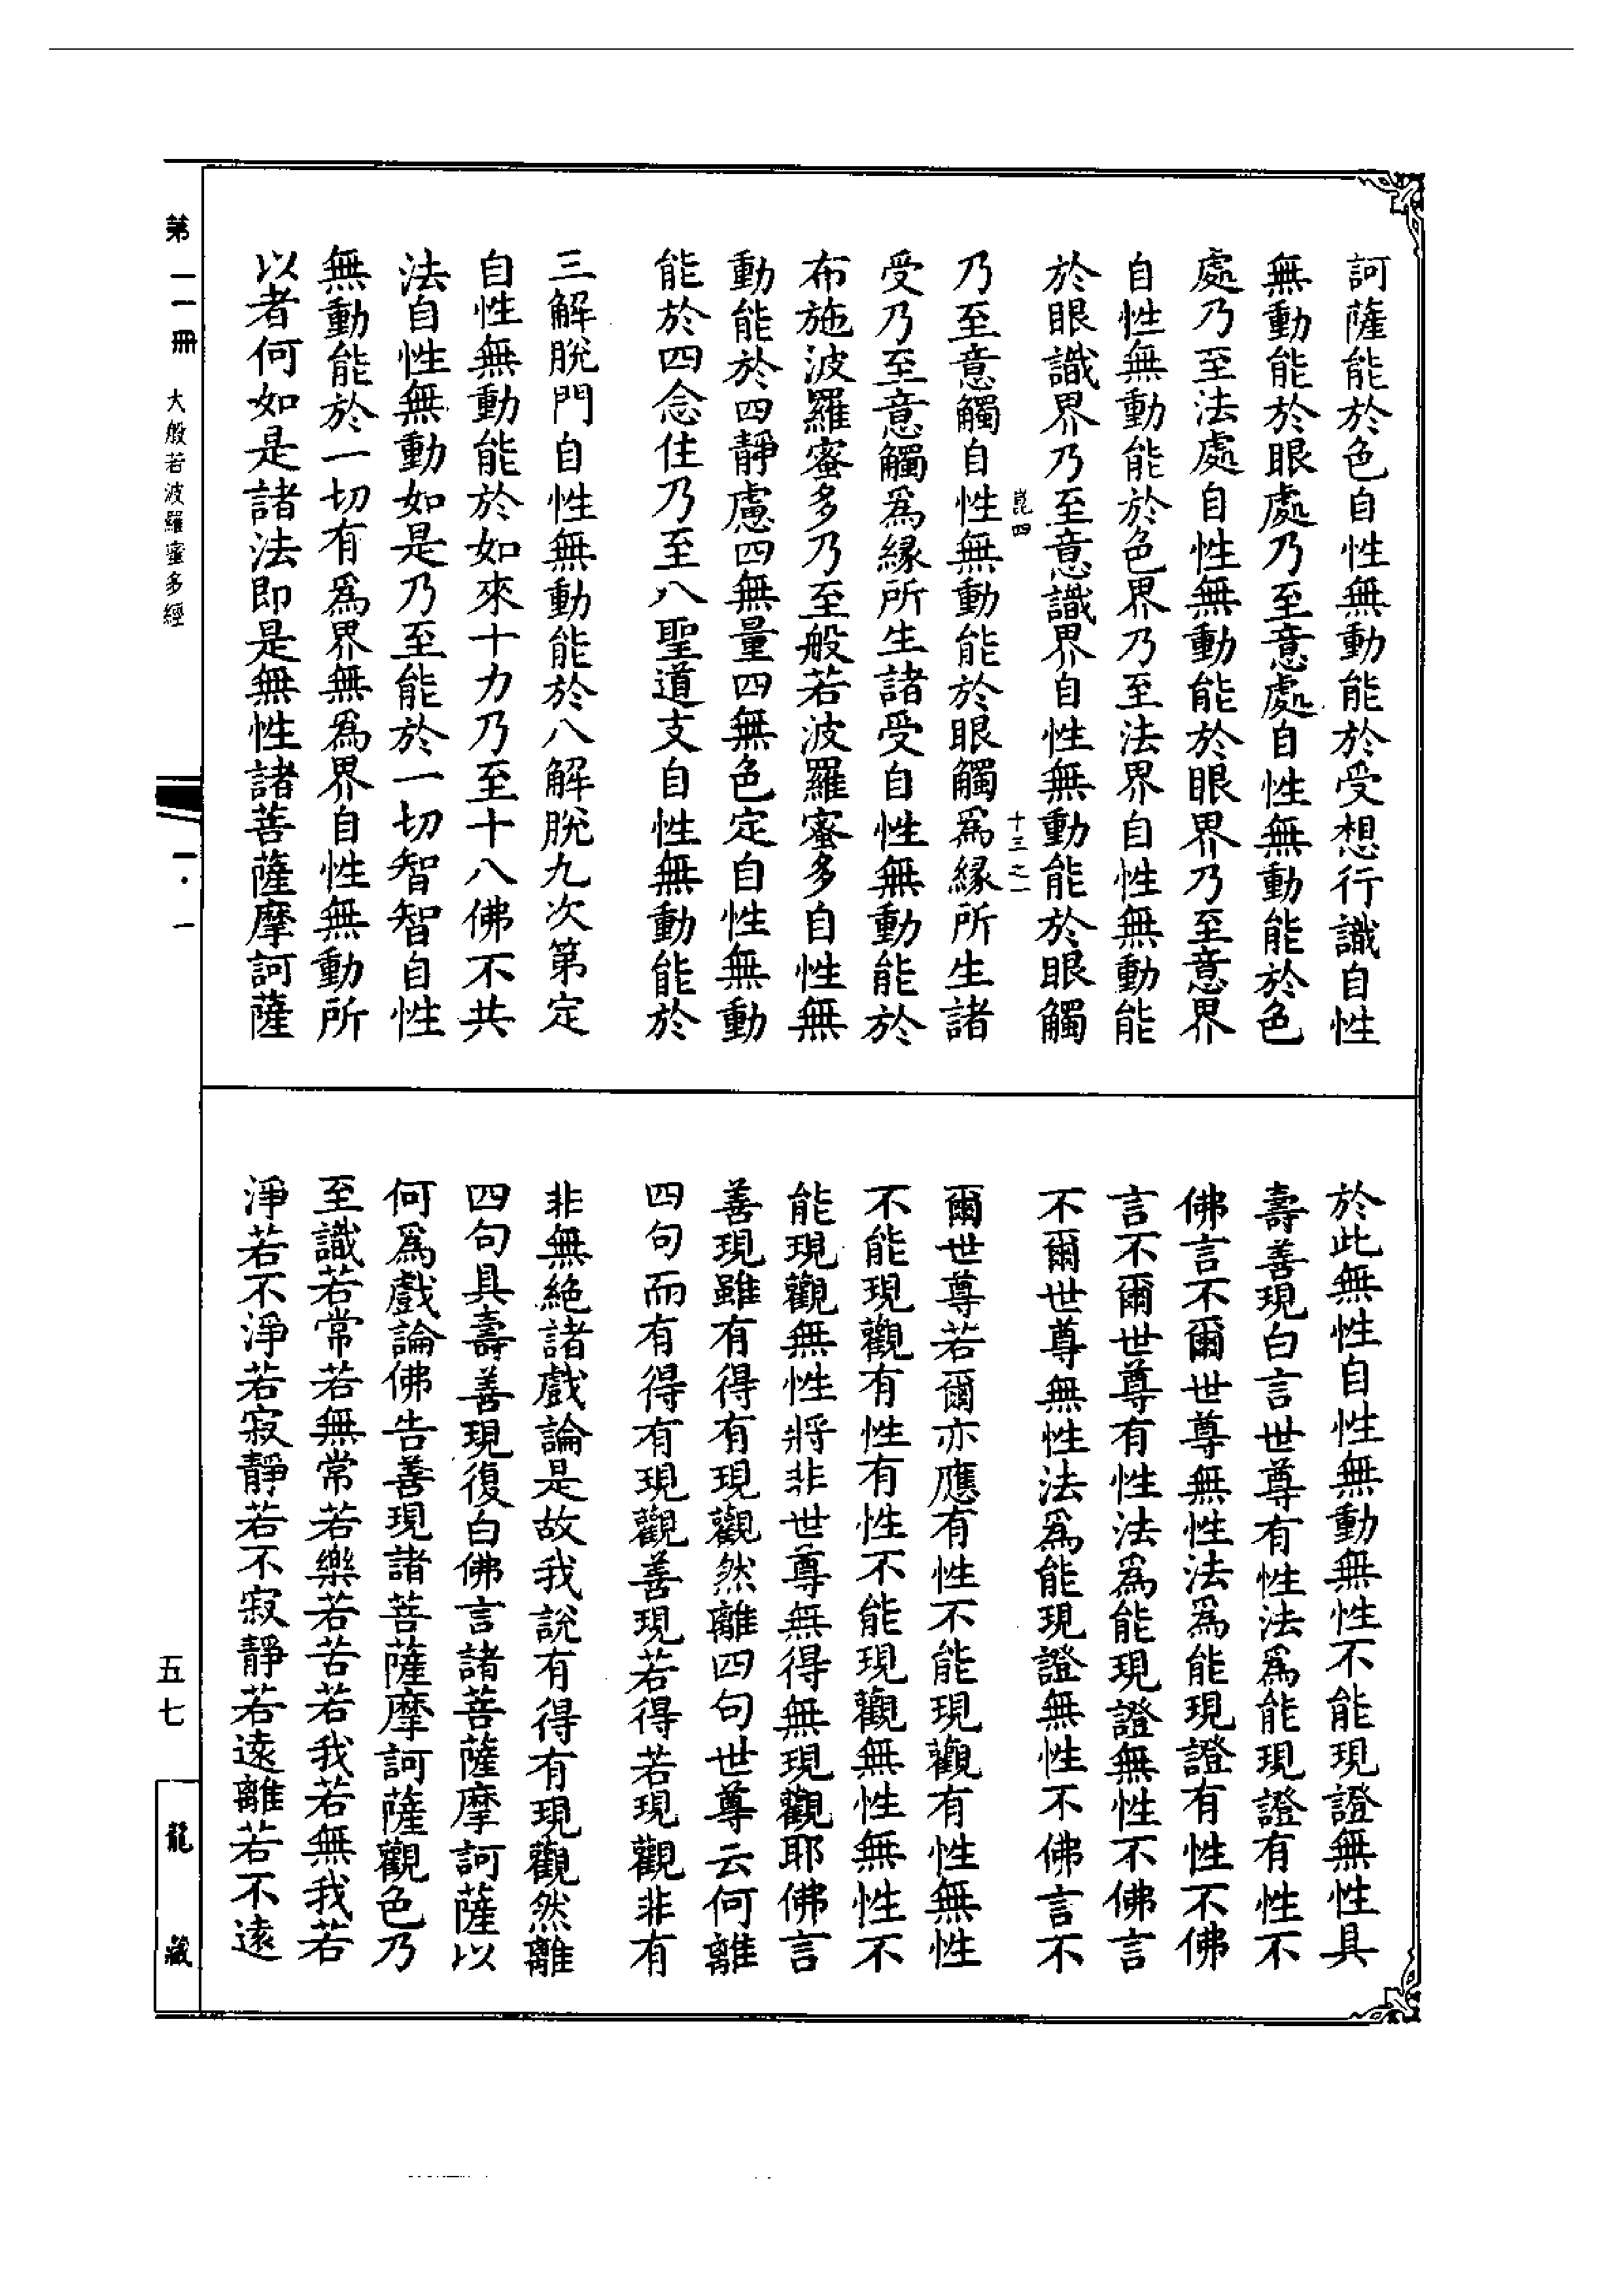 訶薩能於色自性無動能於受想行識自性
無動能於眼處乃至意處自性無動能於色
處乃至法處自性無動能於眼界乃至意界
自性無動能於色界乃至法界自性無動能
於眼識界乃至意識界自性無動能於眼觸
崑四　十三之一
乃至意觸自性無動能於眼觸爲緣所生諸
受乃至意觸爲緣所生諸受自性無動能於
布施波羅蜜多乃至般若波羅蜜多自性無
動能於四靜慮四無量四無色定自性無動
能於四念住乃至八聖道支自性無動能於
三解脫門自性無動能於八解脫九次第定
自性無動能於如來十力乃至十八佛不共
法自性無動如是乃至能於一切智智自性
無動能於一切有爲界無爲界自性無動所
以者何如是諸法即是無性諸菩薩摩訶薩
於此無性自性無動無性不能現證無性具
壽善現白言世尊有性法爲能現證有性不
佛言不爾世尊無性法爲能現證有性不佛
言不爾世尊有性法爲能現證無性不佛言
不爾世尊無性法爲能現證無性不佛言不
爾世尊若爾亦應有性不能現觀有性無性
不能現觀有性有性不能現觀無性無性不
能現觀無性將非世尊無得無現觀耶佛言
善現雖有得有現觀然離四句世尊云何離
四句而有得有現觀善現若得若現觀非有
非無絕諸戲論是故我說有得有現觀然離
四句具壽善現復白佛言諸菩薩摩訶薩以
何爲戲論佛告善現諸菩薩摩訶薩觀色乃
至識若常若無常若樂若苦若我若無我若
淨若不淨若寂靜若不寂靜若遠離若不遠
第一一冊　大般若波羅蜜多經
一·一
五七
龍藏